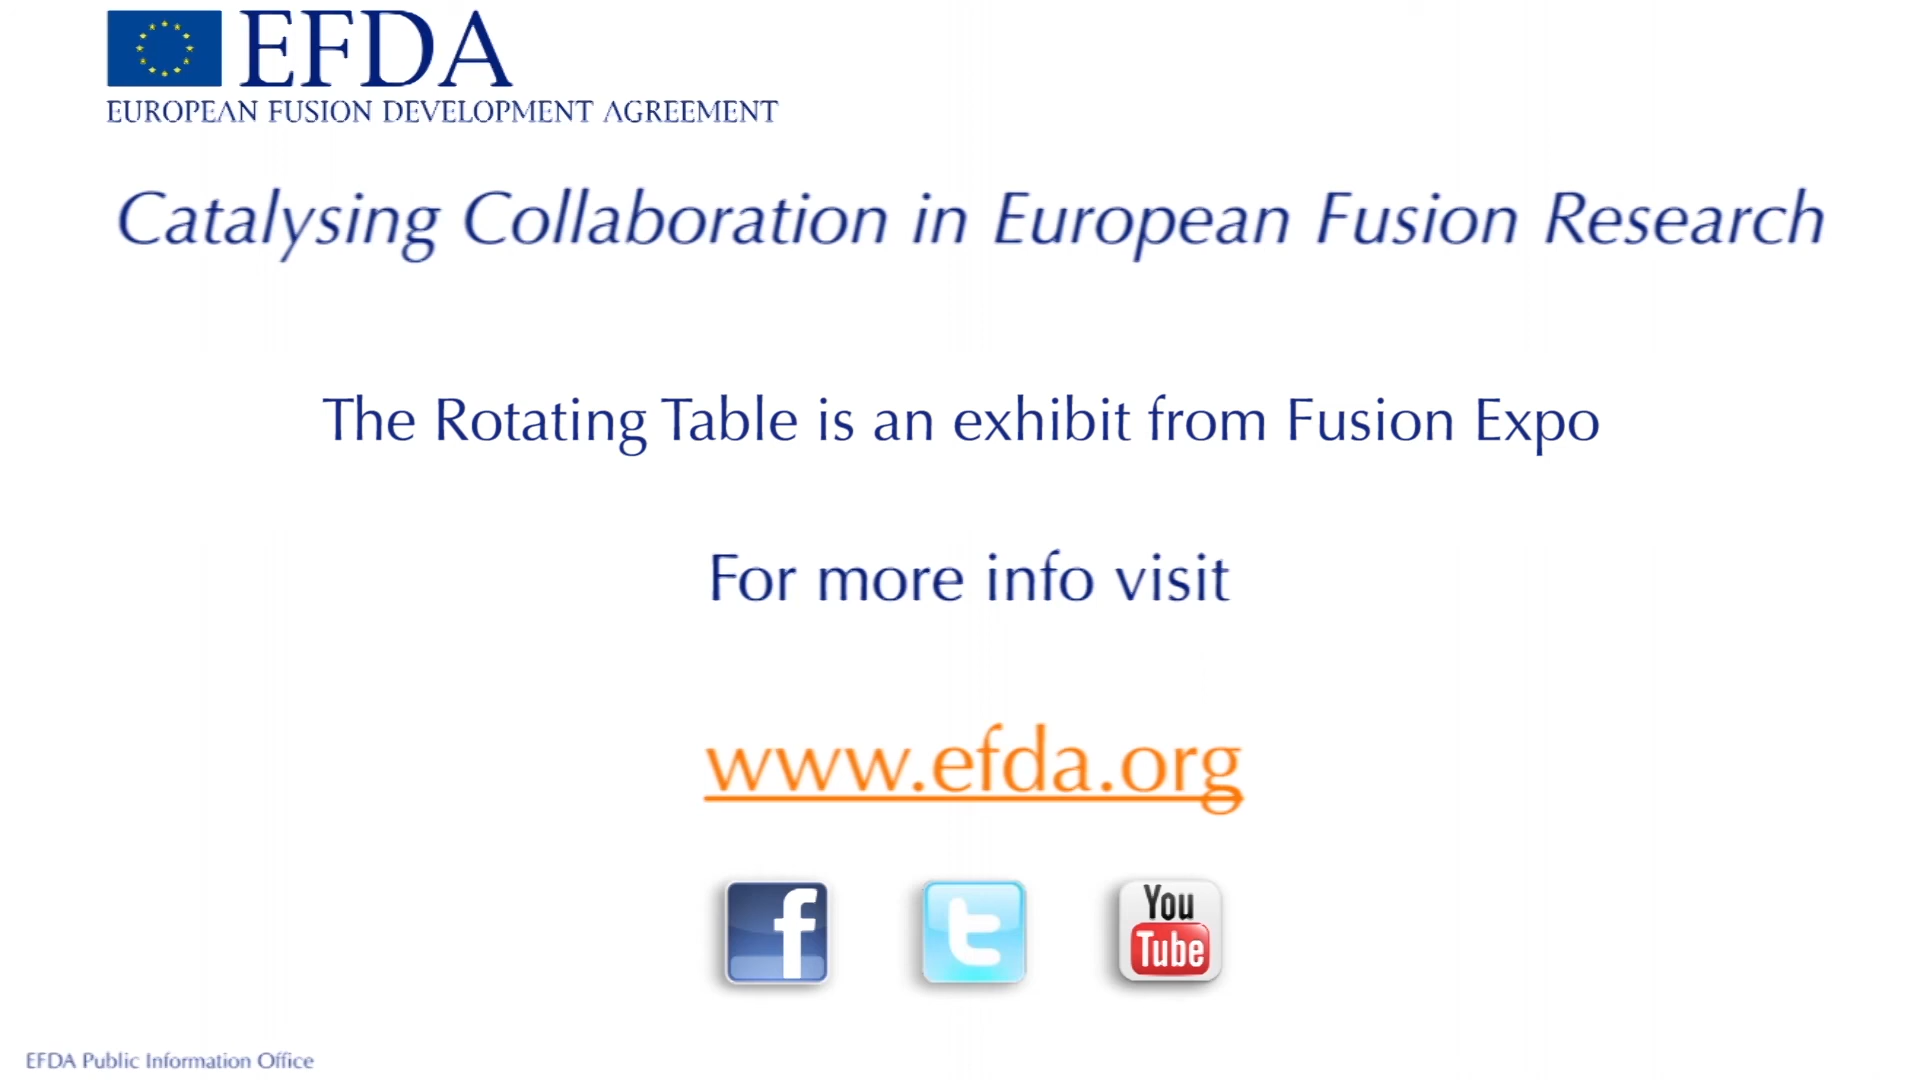 EFDA
EUROPEAN FUSION DEVELOPMENT AGREEMENT
Catalysing Collaboration in European Fusion Research
The Rotating Table is an exhibit from Fusion Expo
For more info visit
www.efda.org
f t You Tube
EFDA Public Information Office